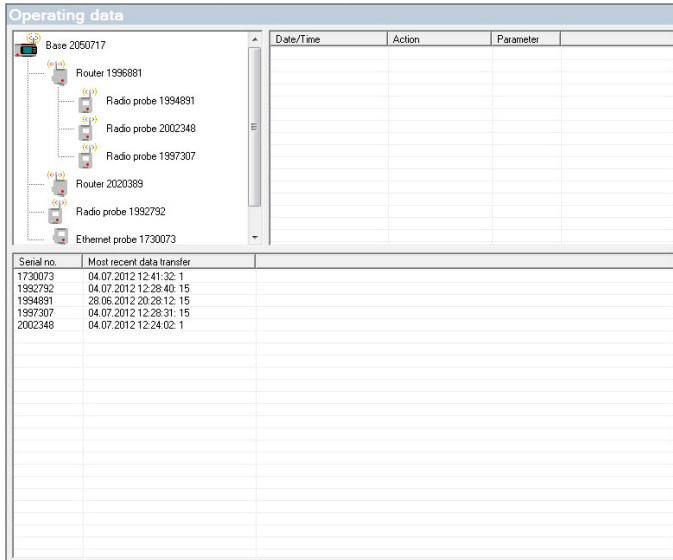 Operating data
Base 2050717
Router 1996881
Radio probe 1994891
Radio probe 2002348
Radio probe 1997307
Router 2020389
Radio probe 1992792
Ethernet probe 1730073
Date/Time Action Parameter
Serial no. Most recent data transfer
1730073 04.07.2012 12:41:32: 1
1992792 04.07.2012 12:28:40: 15
1994891 28.06.2012 20:28:12: 15
1997307 04.07.2012 12:28:31: 15
2002348 04.07.2012 12:24:02: 1